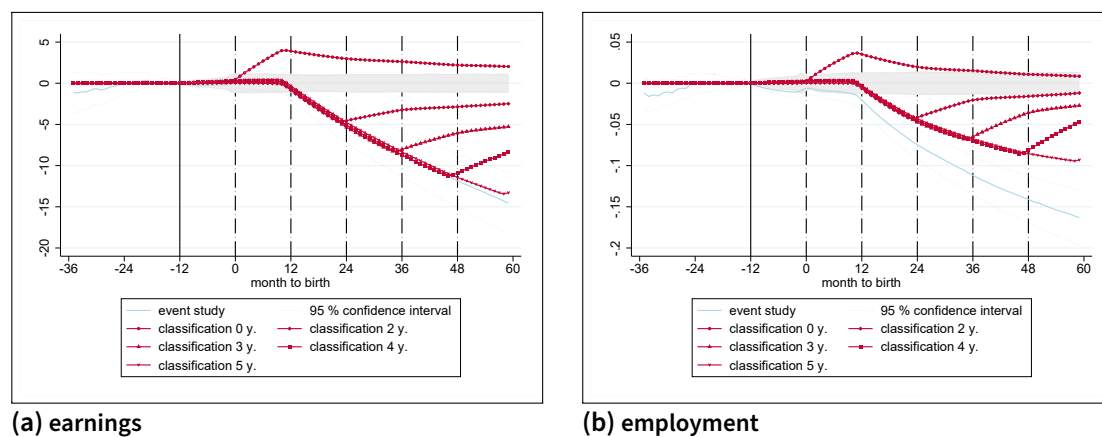 5
0
-5
-10
-15
-20
-36 -24 -12 0 12 24 36 48 60
month to birth
event study 95 % confidence interval
classification 0 y. classification 2 y.
classification 3 y. classification 4 y.
classification 5 y.
(a) earnings
.05
0
-.05
-.1
-.15
-.2
-36 -24 -12 0 12 24 36 48 60
month to birth
event study 95 % confidence interval
classification 0 y. classification 2 y.
classification 3 y. classification 4 y.
classification 5 y.
(b) employment